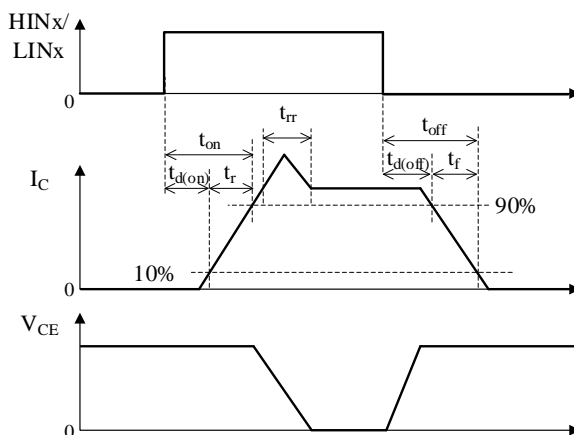 HINx/
LINx
0
t_rr
t_on
t_off
t_d(on)
t_r
t_d(off)
t_f
I_C
90%
10%
0
V_CE
0